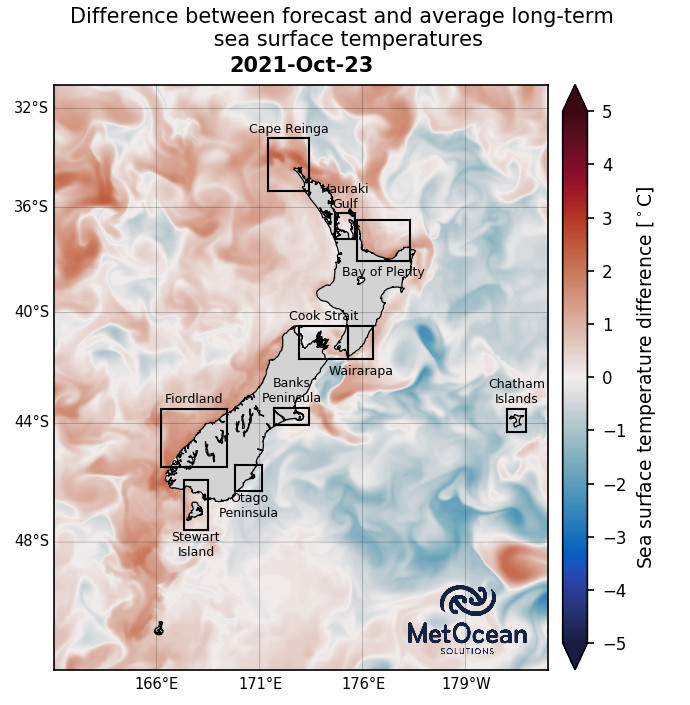 Difference between forecast and average long-term
sea surface temperatures
2021-Oct-23
32°S
36°S
40°S
44°S
48°S
166°E
171°E
176°E
179°W
Cape Reinga
Hauraki
Gulf
Bay of Plenty
Cook Strait
Wairarapa
Banks
Peninsula
Fiordland
Chatham
Islands
Otago
Peninsula
Stewart
Island
MetOcean
SOLUTIONS
5
4
3
2
1
0
−1
−2
−3
−4
−5
Sea surface temperature difference [°C]